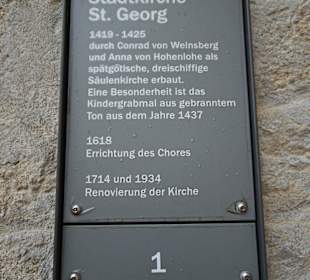 Stadtkirche
St. Georg
1419 - 1425
durch Conrad von Weinsberg
und Anna von Hohenlohe als
spätgotische, dreischiffige
Säulenkirche erbaut.
Eine Besonderheit ist das
Kindergrabmal aus gebranntem
Ton aus dem Jahre 1437
1618
Errichtung des Chores
1714 und 1934
Renovierung der Kirche
1